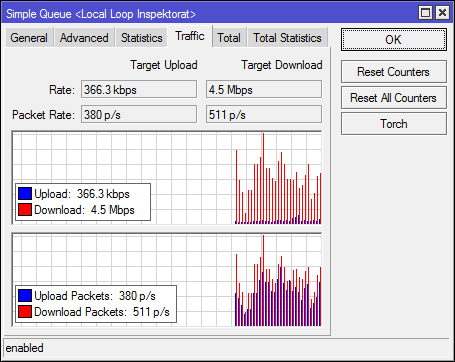 Simple Queue <Local Loop Inspektorat>
General Advanced Statistics Traffic Total Total Statistics
OK
Reset Counters
Reset All Counters
Torch
Target Upload Target Download
Rate: 366.3 kbps 4.5 Mbps
Packet Rate: 380 p/s 511 p/s
Upload: 366.3 kbps
Download: 4.5 Mbps
Upload Packets: 380 p/s
Download Packets: 511 p/s
enabled